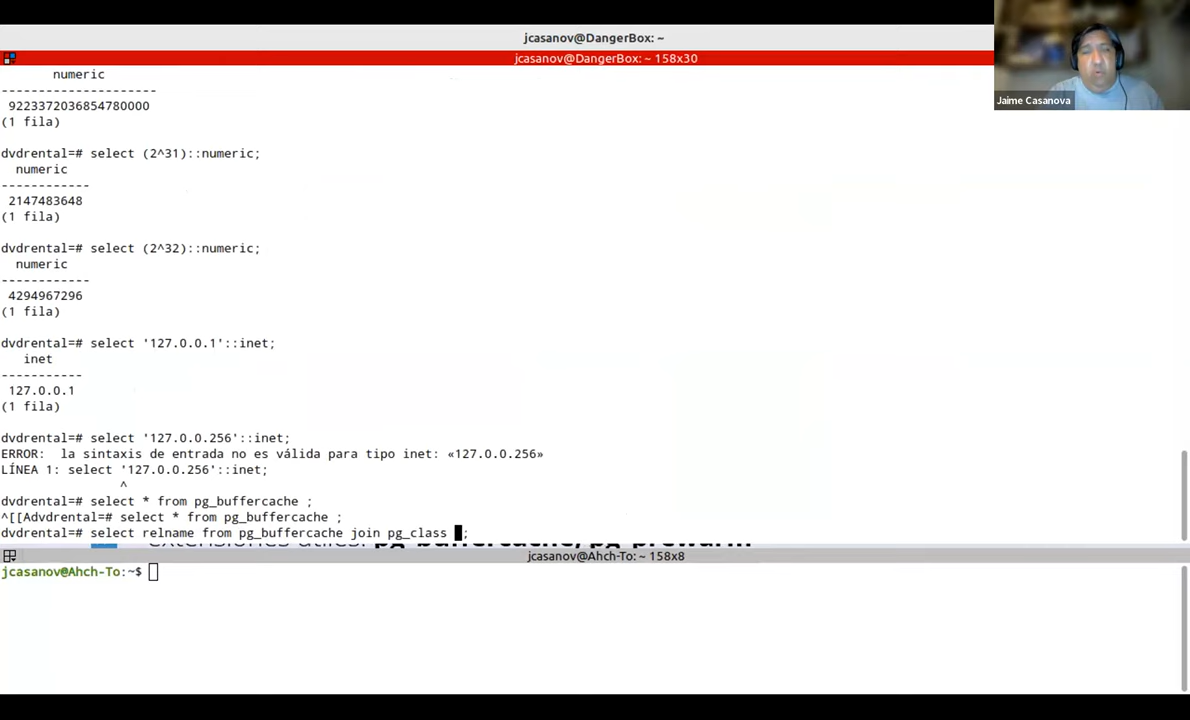 jcasanov@DangerBox: ~
jcasanov@DangerBox: ~ 158x30
Jaime Casanova
numeric
---------------------
9223372036854780000
(1 fila)
dvdrental=# select (2^31)::numeric;
numeric
------------
2147483648
(1 fila)
dvdrental=# select (2^32)::numeric;
numeric
------------
4294967296
(1 fila)
dvdrental=# select '127.0.0.1'::inet;
inet
-----------
127.0.0.1
(1 fila)
dvdrental=# select '127.0.0.256'::inet;
ERROR:  la sintaxis de entrada no es válida para tipo inet: «127.0.0.256»
LÍNEA 1: select '127.0.0.256'::inet;
^
dvdrental=# select * from pg_buffercache ;
^[[Advdrental=# select * from pg_buffercache ;
dvdrental=# select relname from pg_buffercache join pg_class ;
extensiones útiles: pg_buffercache/pg_prewarm
jcasanov@Ahch-To: ~ 158x8
jcasanov@Ahch-To:~$